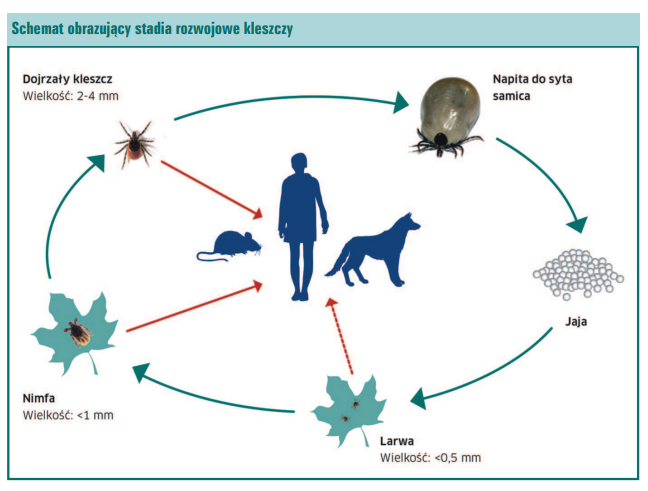 Schemat obrazujący stadia rozwojowe kleszczy
Dojrzały kleszcz
Wielkość: 2-4 mm
Napita do syta
samica
Jaja
Nimfa
Wielkość: <1 mm
Larwa
Wielkość: <0,5 mm